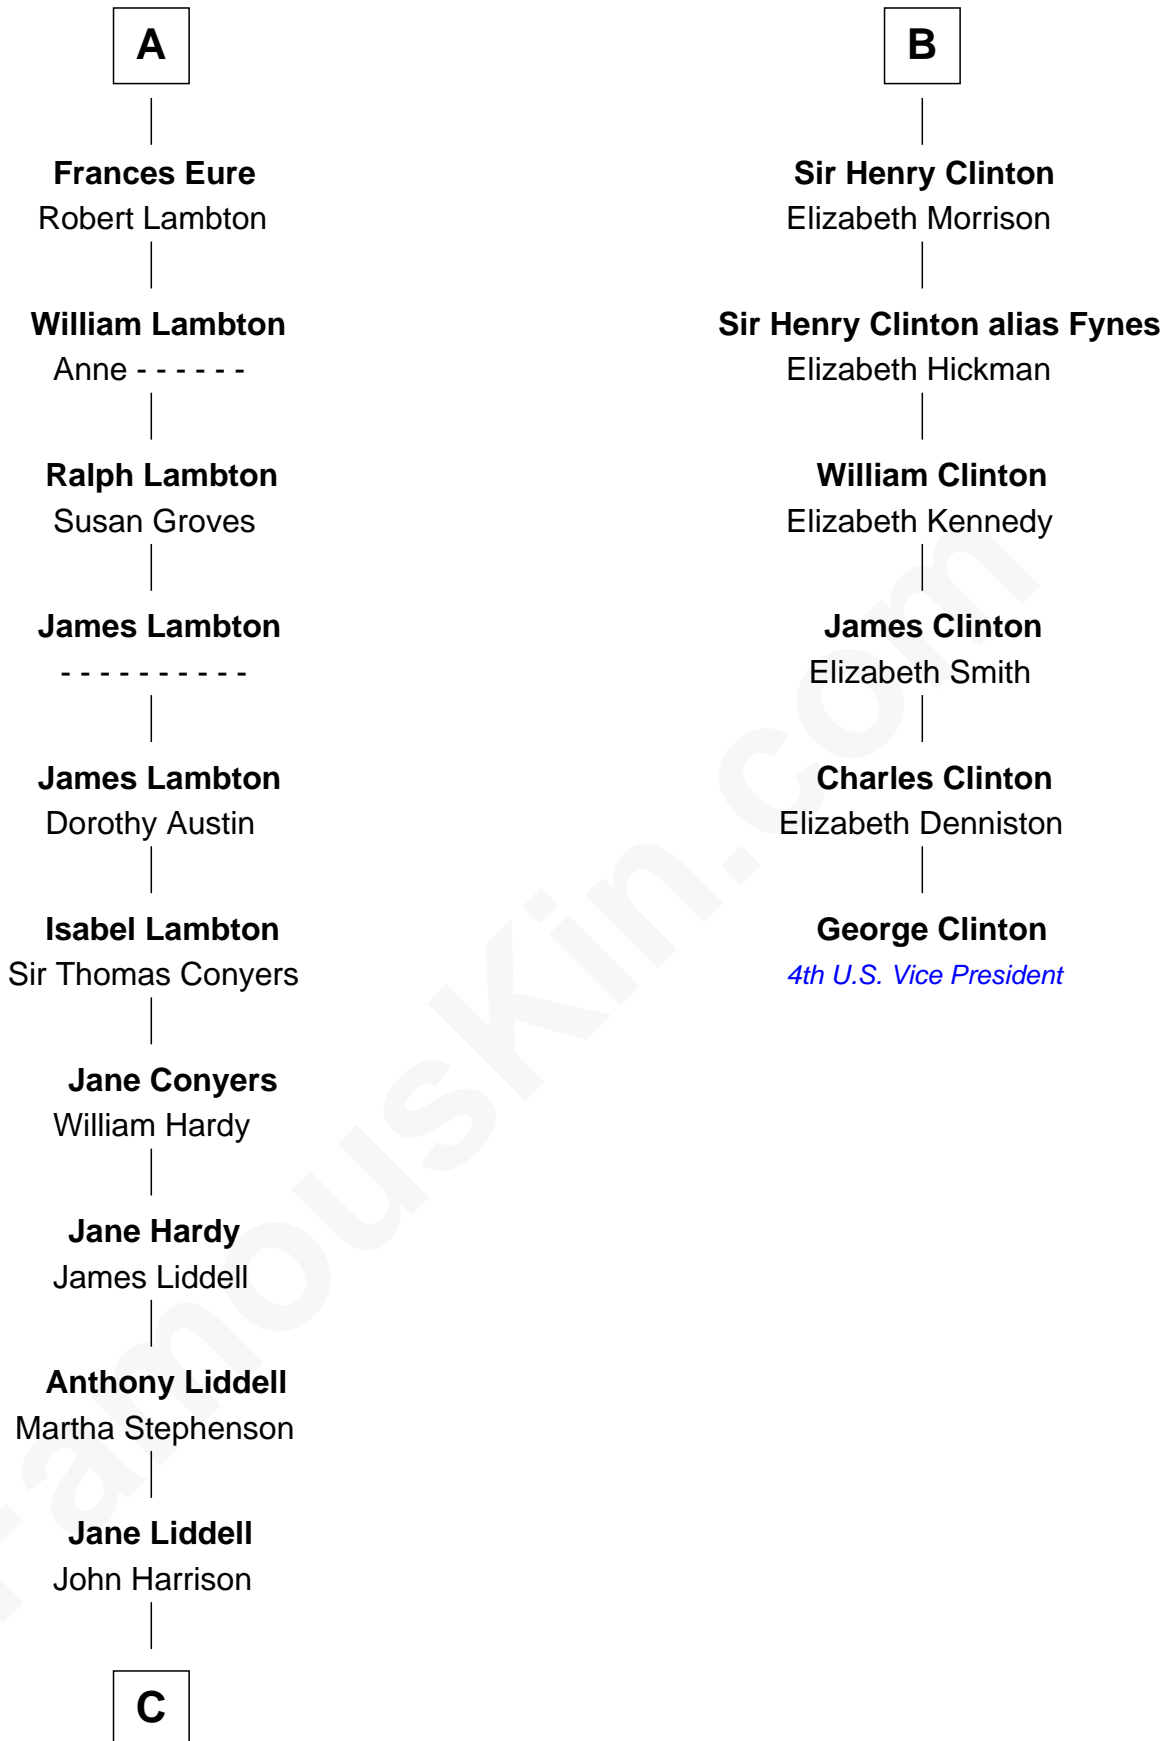 A
Frances Eure
Robert Lambton
William Lambton
Anne - - - - - -
Ralph Lambton
Susan Groves
James Lambton
- - - - - - - - - -
James Lambton
Dorothy Austin
Isabel Lambton
Sir Thomas Conyers
Jane Conyers
William Hardy
Jane Hardy
James Liddell
Anthony Liddell
Martha Stephenson
Jane Liddell
John Harrison
C
B
Sir Henry Clinton
Elizabeth Morrison
Sir Henry Clinton alias Fynes
Elizabeth Hickman
William Clinton
Elizabeth Kennedy
James Clinton
Elizabeth Smith
Charles Clinton
Elizabeth Denniston
George Clinton
4th U.S. Vice President
FamousKin.com